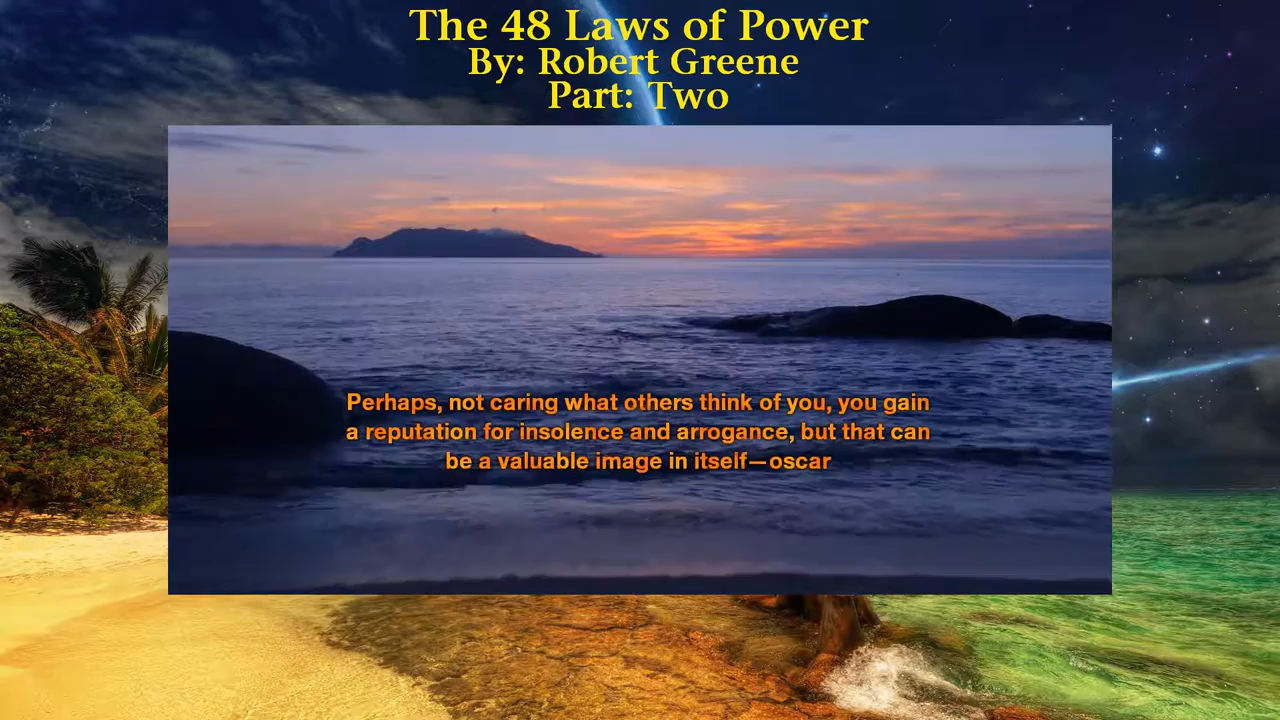 The 48 Laws of Power
By: Robert Greene
Part: Two
Perhaps, not caring what others think of you, you gain
a reputation for insolence and arrogance, but that can
be a valuable image in itself—oscar